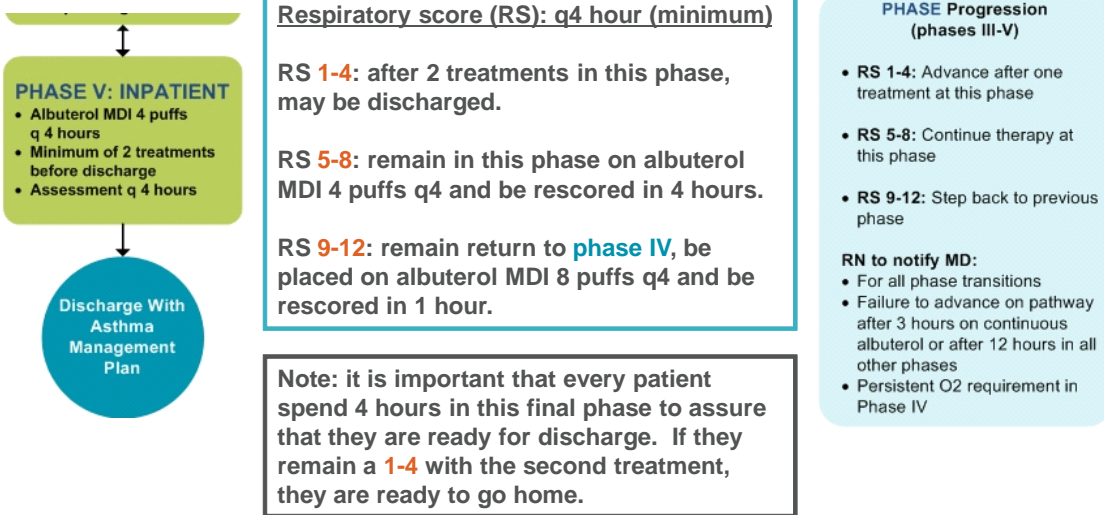 PHASE V: INPATIENT
• Albuterol MDI 4 puffs
q 4 hours
• Minimum of 2 treatments
before discharge
• Assessment q 4 hours
Discharge With
Asthma
Management
Plan
Respiratory score (RS): q4 hour (minimum)
RS 1-4: after 2 treatments in this phase,
may be discharged.
RS 5-8: remain in this phase on albuterol
MDI 4 puffs q4 and be rescored in 4 hours.
RS 9-12: remain return to phase IV, be
placed on albuterol MDI 8 puffs q4 and be
rescored in 1 hour.
Note: it is important that every patient
spend 4 hours in this final phase to assure
that they are ready for discharge. If they
remain a 1-4 with the second treatment,
they are ready to go home.
PHASE Progression
(phases III-V)
• RS 1-4: Advance after one
treatment at this phase
• RS 5-8: Continue therapy at
this phase
• RS 9-12: Step back to previous
phase
RN to notify MD:
• For all phase transitions
• Failure to advance on pathway
after 3 hours on continuous
albuterol or after 12 hours in all
other phases
• Persistent O2 requirement in
Phase IV